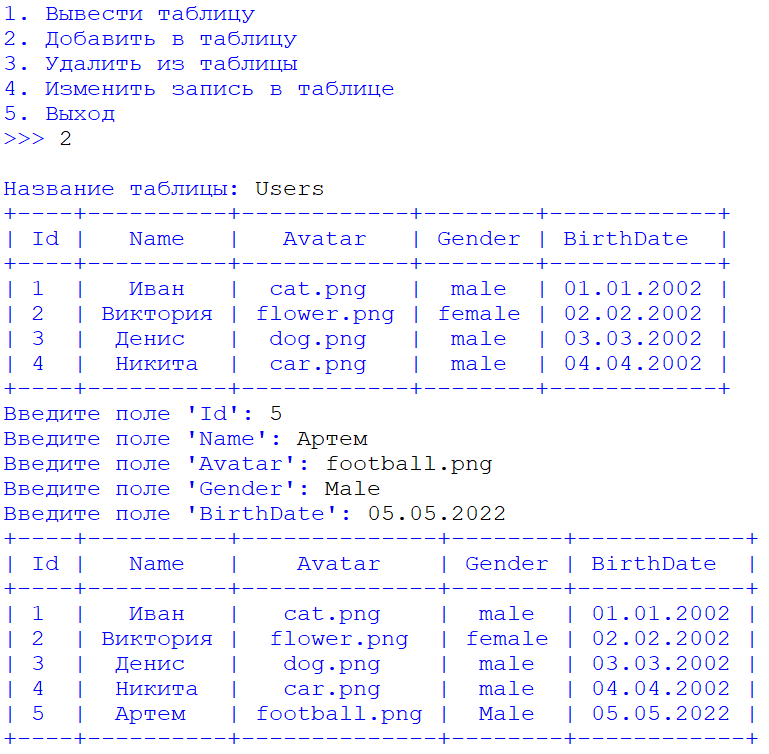 1. Вывести таблицу
2. Добавить в таблицу
3. Удалить из таблицы
4. Изменить запись в таблице
5. Выход
>>> 2

Название таблицы: Users
+----+----------+------------+--------+------------+
| Id |   Name   |   Avatar   | Gender | BirthDate  |
+----+----------+------------+--------+------------+
| 1  |   Иван   |  cat.png   |  male  | 01.01.2002 |
| 2  | Виктория | flower.png | female | 02.02.2002 |
| 3  |  Денис   |  dog.png   |  male  | 03.03.2002 |
| 4  |  Никита  |  car.png   |  male  | 04.04.2002 |
+----+----------+------------+--------+------------+
Введите поле 'Id': 5
Введите поле 'Name': Артем
Введите поле 'Avatar': football.png
Введите поле 'Gender': Male
Введите поле 'BirthDate': 05.05.2022
+----+----------+--------------+--------+------------+
| Id |   Name   |    Avatar    | Gender | BirthDate  |
+----+----------+--------------+--------+------------+
| 1  |   Иван   |   cat.png    |  male  | 01.01.2002 |
| 2  | Виктория |  flower.png  | female | 02.02.2002 |
| 3  |  Денис   |   dog.png    |  male  | 03.03.2002 |
| 4  |  Никита  |   car.png    |  male  | 04.04.2002 |
| 5  |  Артем   | football.png |  Male  | 05.05.2022 |
+----+----------+--------------+--------+------------+